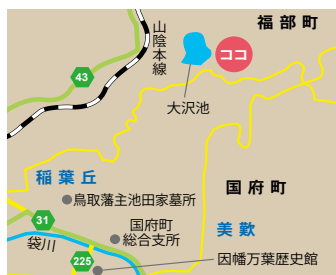 福部町
山陰本線
ココ
43
大沢池
稲葉丘
国府町
鳥取藩主池田家墓所
31
国府町
総合支所
美歎
袋川
225
因幡万葉歴史館